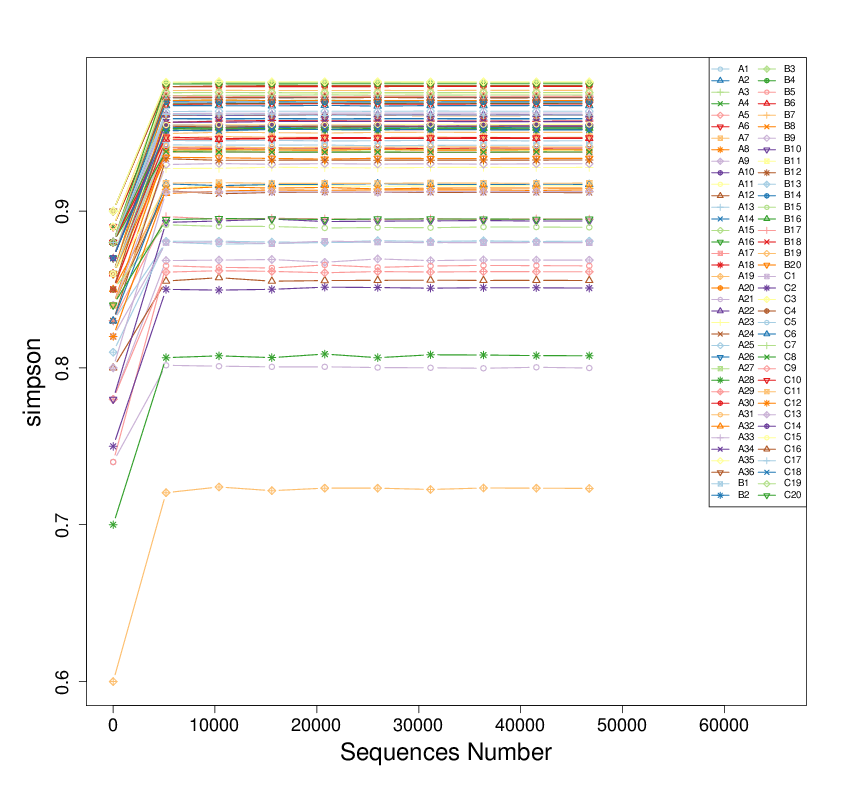 A1 B3
A2 B4
A3 B5
A4 B6
A5 B7
A6 B8
A7 B9
A8 B10
A9 B11
A10 B12
A11 B13
A12 B14
A13 B15
A14 B16
A15 B17
A16 B18
A17 B19
A18 B20
A19 C1
A20 C2
A21 C3
A22 C4
A23 C5
A24 C6
A25 C7
A26 C8
A27 C9
A28 C10
A29 C11
A30 C12
A31 C13
A32 C14
A33 C15
A34 C16
A35 C17
A36 C18
B1 C19
B2 C20
0.9
0.8
0.7
0.6
simpson
0 10000 20000 30000 40000 50000 60000
Sequences Number